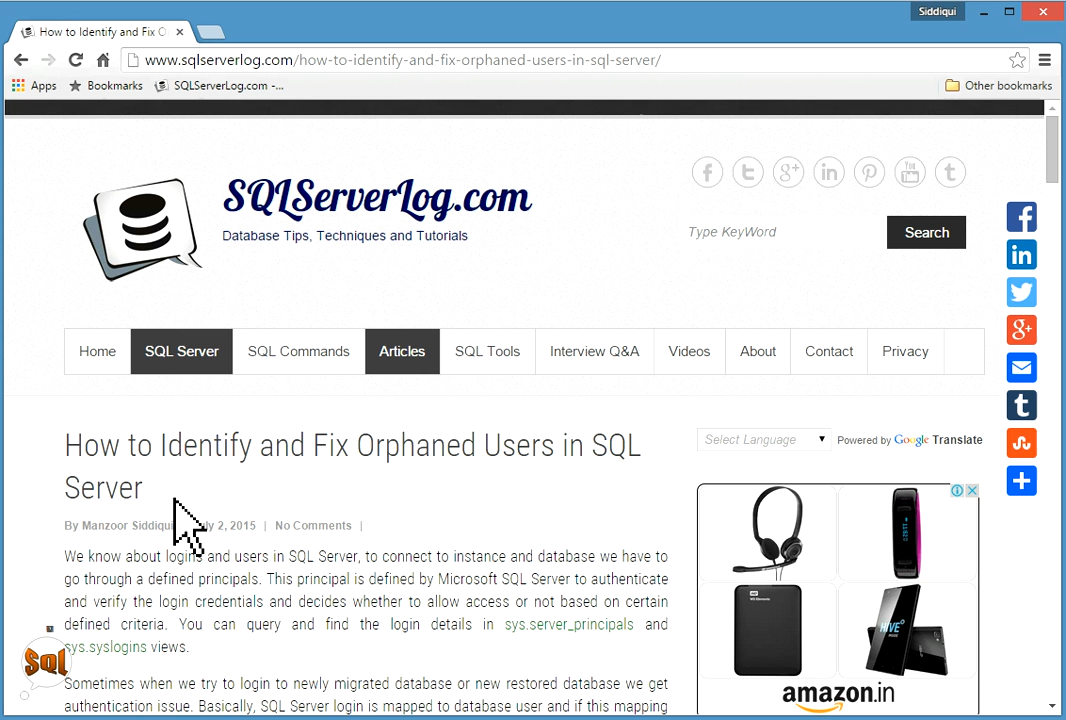 Siddiqui
How to Identify and Fix O
www.sqlserverlog.com/how-to-identify-and-fix-orphaned-users-in-sql-server/
Apps Bookmarks SQLServerLog.com -... Other bookmarks
SQLServerLog.com
Database Tips, Techniques and Tutorials
Type KeyWord Search
Home SQL Server SQL Commands Articles SQL Tools Interview Q&A Videos About Contact Privacy
How to Identify and Fix Orphaned Users in SQL
Server
By Manzoor Siddiqui 2, 2015 | No Comments |
We know about logins and users in SQL Server, to connect to instance and database we have to
go through a defined principals. This principal is defined by Microsoft SQL Server to authenticate
and verify the login credentials and decides whether to allow access or not based on certain
defined criteria. You can query and find the login details in sys.server_principals and
sys.syslogins views.
Sometimes when we try to login to newly migrated database or new restored database we get
authentication issue. Basically, SQL Server login is mapped to database user and if this mapping
Sql
Select Language Powered by Google Translate
HIVE
amazon.in